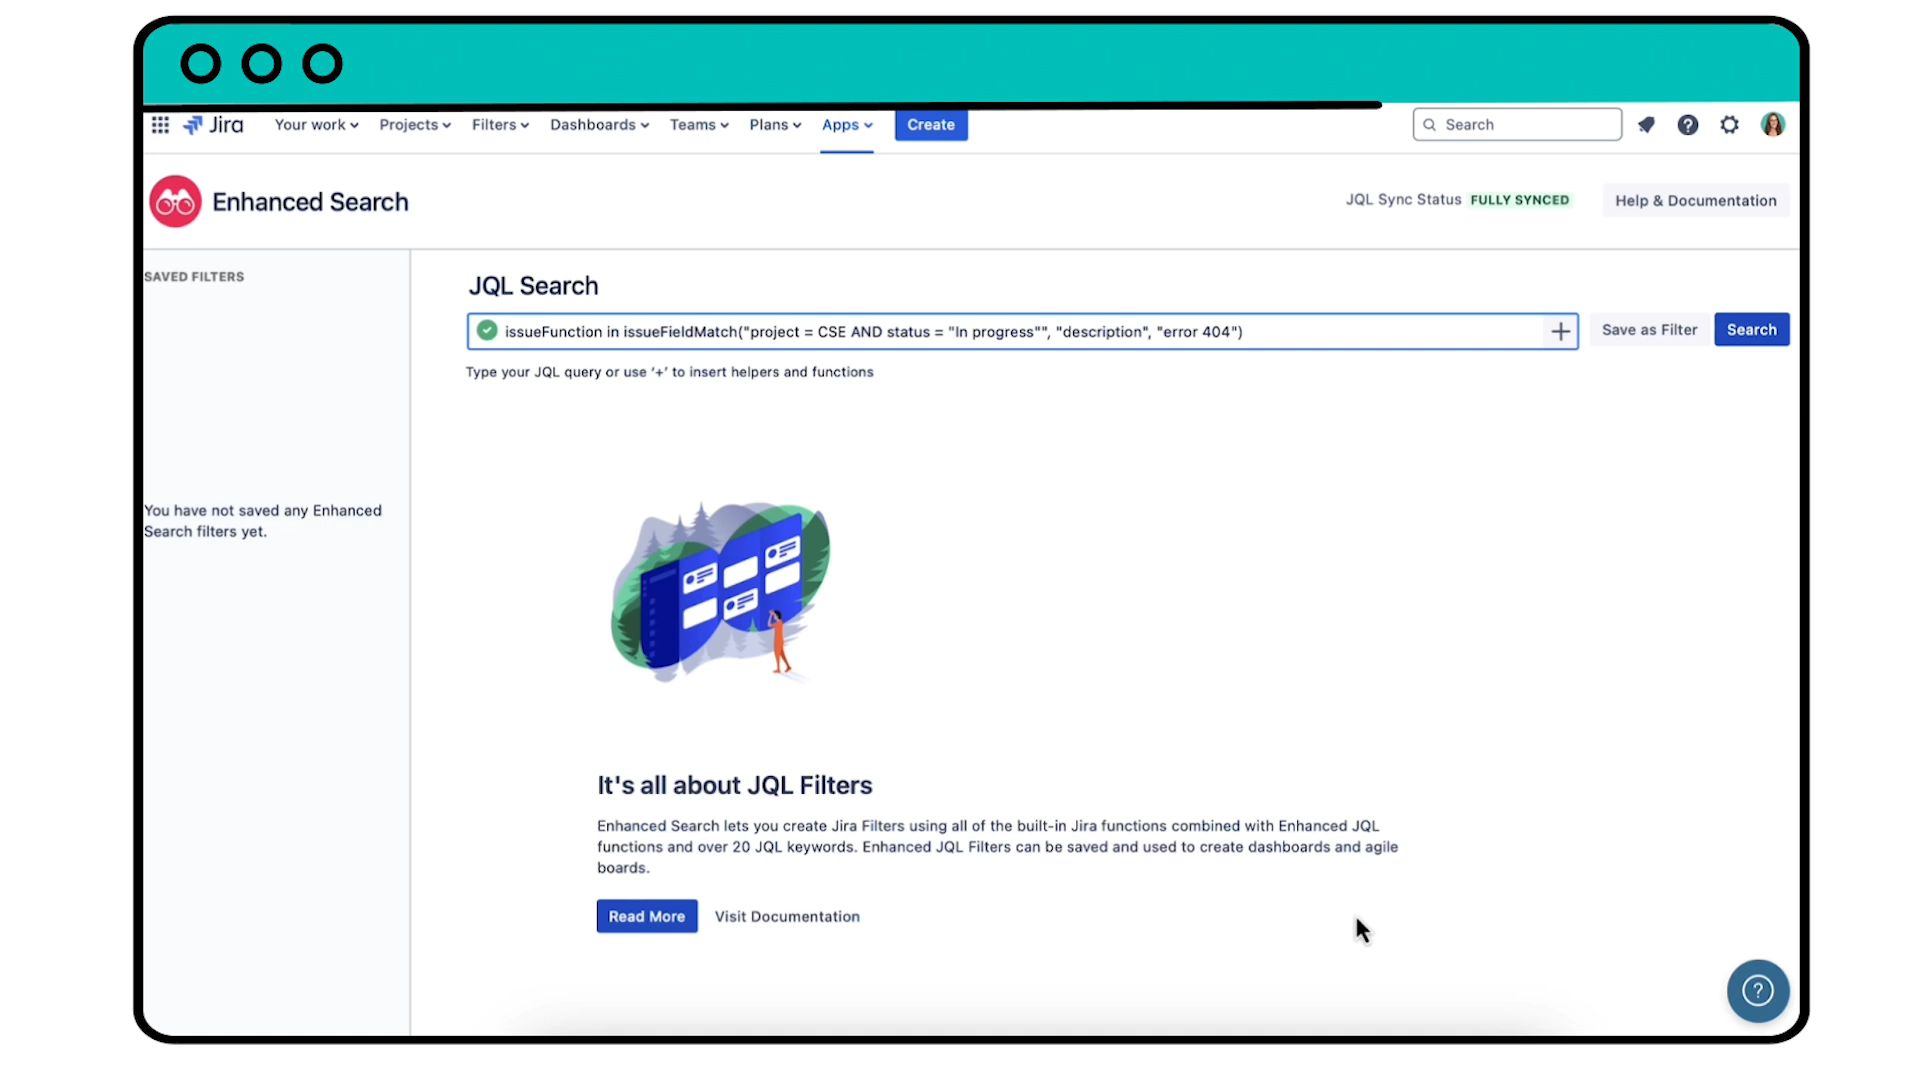 Jira Your work Projects Filters Dashboards Teams Plans Apps Create Search
Enhanced Search
JQL Sync Status FULLY SYNCED Help & Documentation
SAVED FILTERS
You have not saved any Enhanced
Search filters yet.
JQL Search
issueFunction in issueFieldMatch("project = CSE AND status = "In progress"", "description", "error 404")
Save as Filter Search
Type your JQL query or use '+' to insert helpers and functions
It's all about JQL Filters
Enhanced Search lets you create Jira Filters using all of the built-in Jira functions combined with Enhanced JQL
functions and over 20 JQL keywords. Enhanced JQL Filters can be saved and used to create dashboards and agile
boards.
Read More Visit Documentation